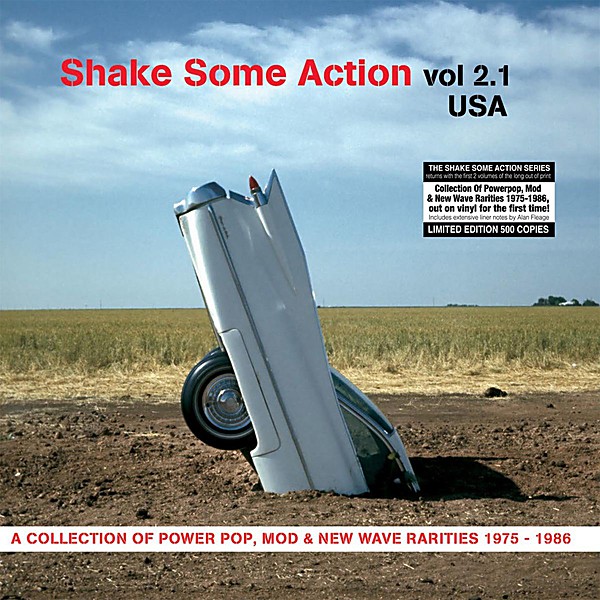 Shake Some Action vol 2.1
USA
THE SHAKE SOME ACTION SERIES
returns with the first 2 volumes of the long out of print
Collection Of Powerpop, Mod
& New Wave Rarities 1975-1986,
out on vinyl for the first time!
Includes extensive liner notes by Alan Fleage
LIMITED EDITION 500 COPIES
A COLLECTION OF POWER POP, MOD & NEW WAVE RARITIES 1975 - 1986